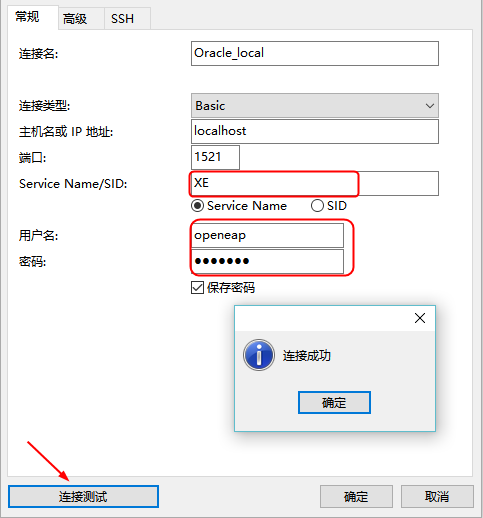 常规 高级 SSH
连接名: Oracle_local
连接类型: Basic
主机名或 IP 地址: localhost
端口: 1521
Service Name/SID: XE
Service Name SID
用户名: openeap
密码: ●●●●●●●
保存密码
连接成功
确定
连接测试 确定 取消